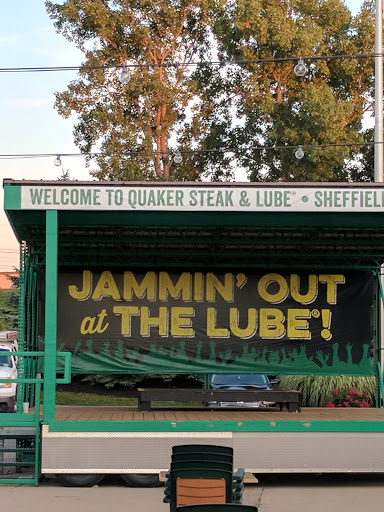 WELCOME TO QUAKER STEAK & LUBE® • SHEFFIELD
JAMMIN' OUT
at THE LUBE®!